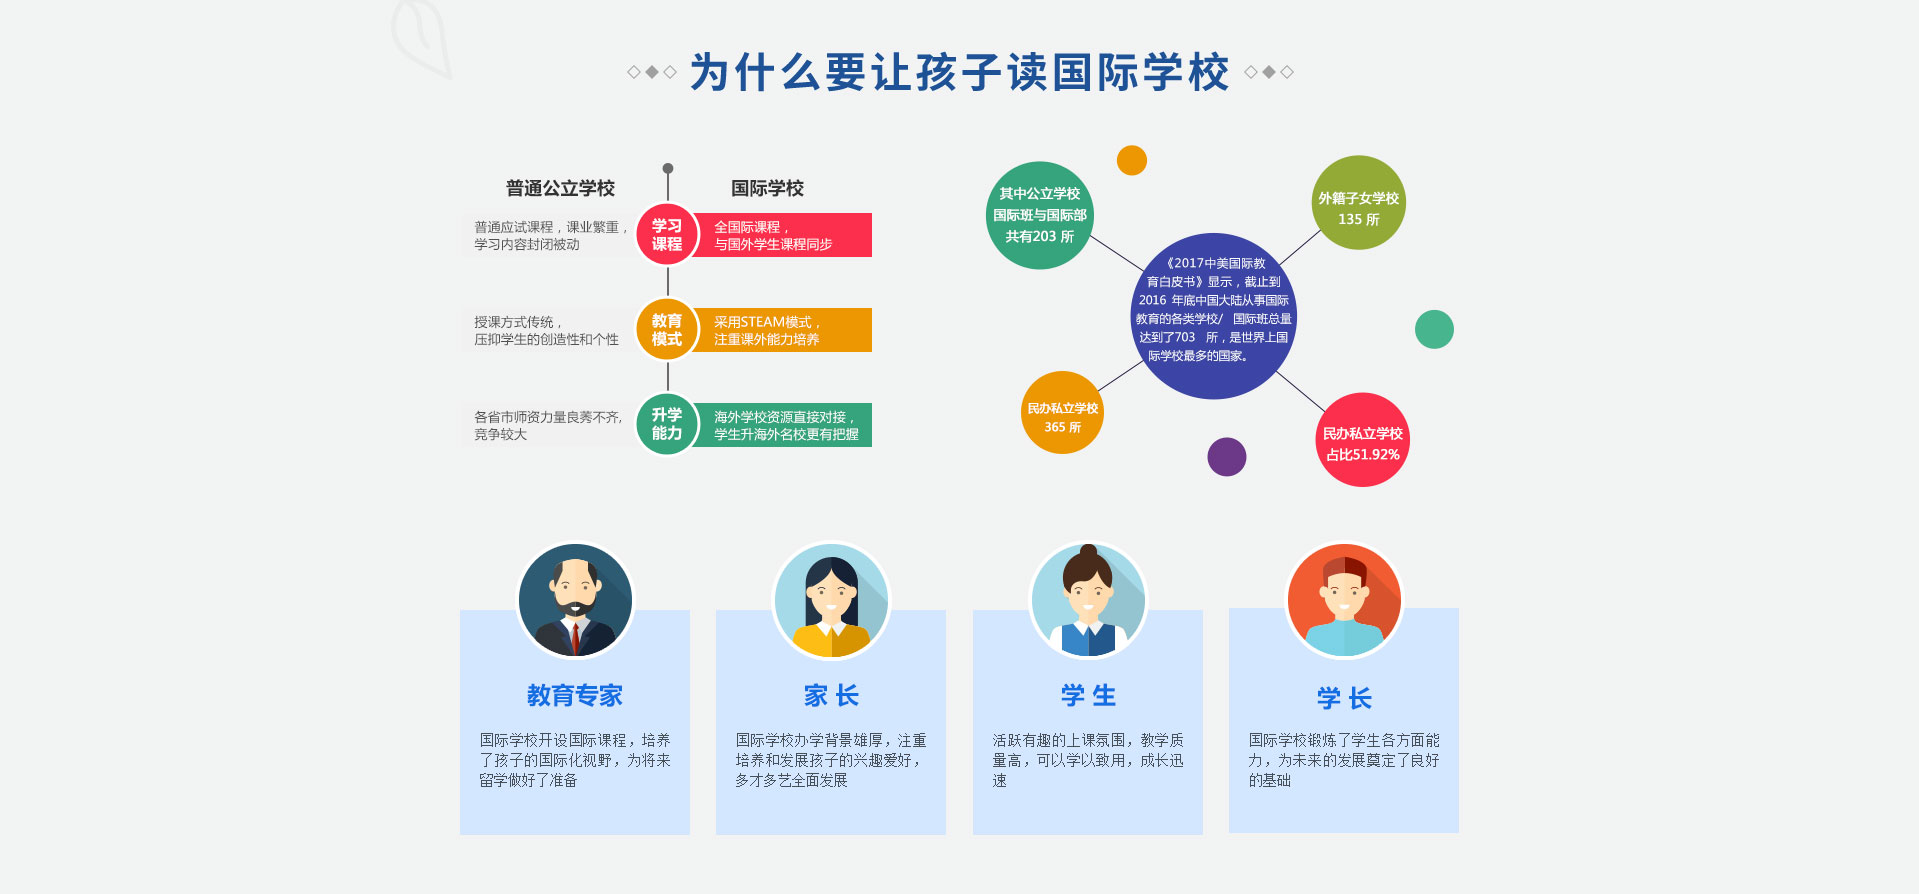 为什么要让孩子读国际学校
普通公立学校
国际学校
普通应试课程，课业繁重，
学习内容封闭被动
学习
课程
全国际课程，
与国外学生课程同步
授课方式传统，
压抑学生的创造性和个性
教育
模式
采用STEAM模式，
注重课外能力培养
各省市师资力量良莠不齐,
竞争较大
升学
能力
海外学校资源直接对接，
学生升海外名校更有把握
其中公立学校
国际班与国际部
共有203 所
外籍子女学校
135 所
《2017中美国际教
育白皮书》显示，截止到
2016 年底中国大陆从事国际
教育的各类学校/ 国际班总量
达到了703 所，是世界上国
际学校最多的国家。
民办私立学校
365 所
民办私立学校
占比51.92%
教育专家
国际学校开设国际课程，培养
了孩子的国际化视野，为将来
留学做好了准备
家 长
国际学校办学背景雄厚，注重
培养和发展孩子的兴趣爱好，
多才多艺全面发展
学 生
活跃有趣的上课氛围，教学质
量高，可以学以致用，成长迅
速
学 长
国际学校锻炼了学生各方面能
力，为未来的发展奠定了良好
的基础